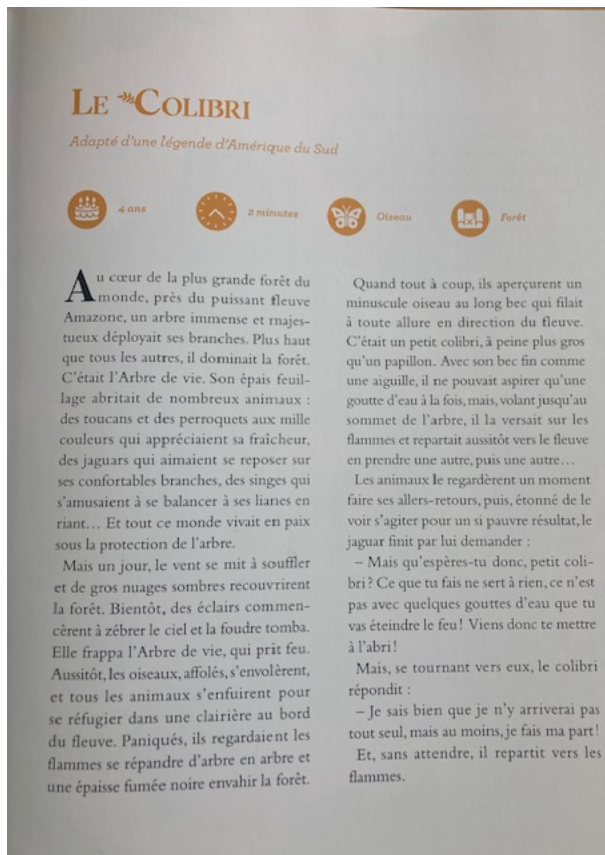 LE COLIBRI
Adapté d'une légende d'Amérique du Sud
4 ans
2 minutes
Oiseau
Forêt
Au cœur de la plus grande forêt du
monde, près du puissant fleuve
Amazone, un arbre immense et majes-
tueux déployait ses branches. Plus haut
que tous les autres, il dominait la forêt.
C'était l'Arbre de vie. Son épais feuil-
lage abritait de nombreux animaux :
des toucans et des perroquets aux mille
couleurs qui appréciaient sa fraîcheur,
des jaguars qui aimaient se reposer sur
ses confortables branches, des singes qui
s'amusaient à se balancer à ses lianes en
riant... Et tout ce monde vivait en paix
sous la protection de l'arbre.
Mais un jour, le vent se mit à souffler
et de gros nuages sombres recouvrirent
la forêt. Bientôt, des éclairs commen-
cèrent à zébrer le ciel et la foudre tomba.
Elle frappa l'Arbre de vie, qui prit feu.
Aussitôt, les oiseaux, affolés, s'envolèrent,
et tous les animaux s'enfuirent pour
se réfugier dans une clairière au bord
du fleuve. Paniqués, ils regardaient les
flammes se répandre d'arbre en arbre et
une épaisse fumée noire envahir la forêt.
Quand tout à coup, ils aperçurent un
minuscule oiseau au long bec qui filait
à toute allure en direction du fleuve.
C'était un petit colibri, à peine plus gros
qu'un papillon. Avec son bec fin comme
une aiguille, il ne pouvait aspirer qu'une
goutte d'eau à la fois, mais, volant jusqu'au
sommet de l'arbre, il la versait sur les
flammes et repartait aussitôt vers le fleuve
en prendre une autre, puis une autre...
Les animaux le regardèrent un moment
faire ses allers-retours, puis, étonné de le
voir s'agiter pour un si pauvre résultat, le
jaguar finit par lui demander :
– Mais qu'espères-tu donc, petit coli-
bri ? Ce que tu fais ne sert à rien, ce n'est
pas avec quelques gouttes d'eau que tu
vas éteindre le feu ! Viens donc te mettre
à l'abri !
Mais, se tournant vers eux, le colibri
répondit :
– Je sais bien que je n'y arriverai pas
tout seul, mais au moins, je fais ma part !
Et, sans attendre, il repartit vers les
flammes.